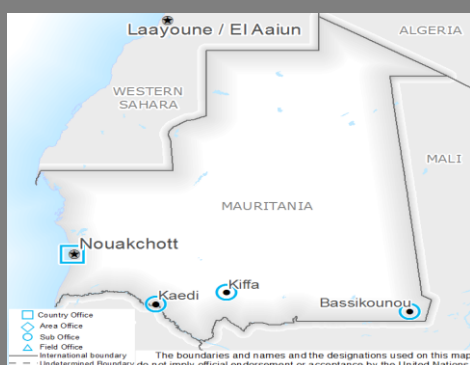 Laayoune / El Aaiun
ALGERIA
WESTERN
SAHARA
MALI
MAURITANIA
Nouakchott
Kiffa
Kaedi
Bassikounou
Country Office
Area Office
Sub Office
Field Office
International boundary
The boundaries and names and the designations used on this map
Undetermined Boundary
do not imply official endorsement or acceptance by the United Nations